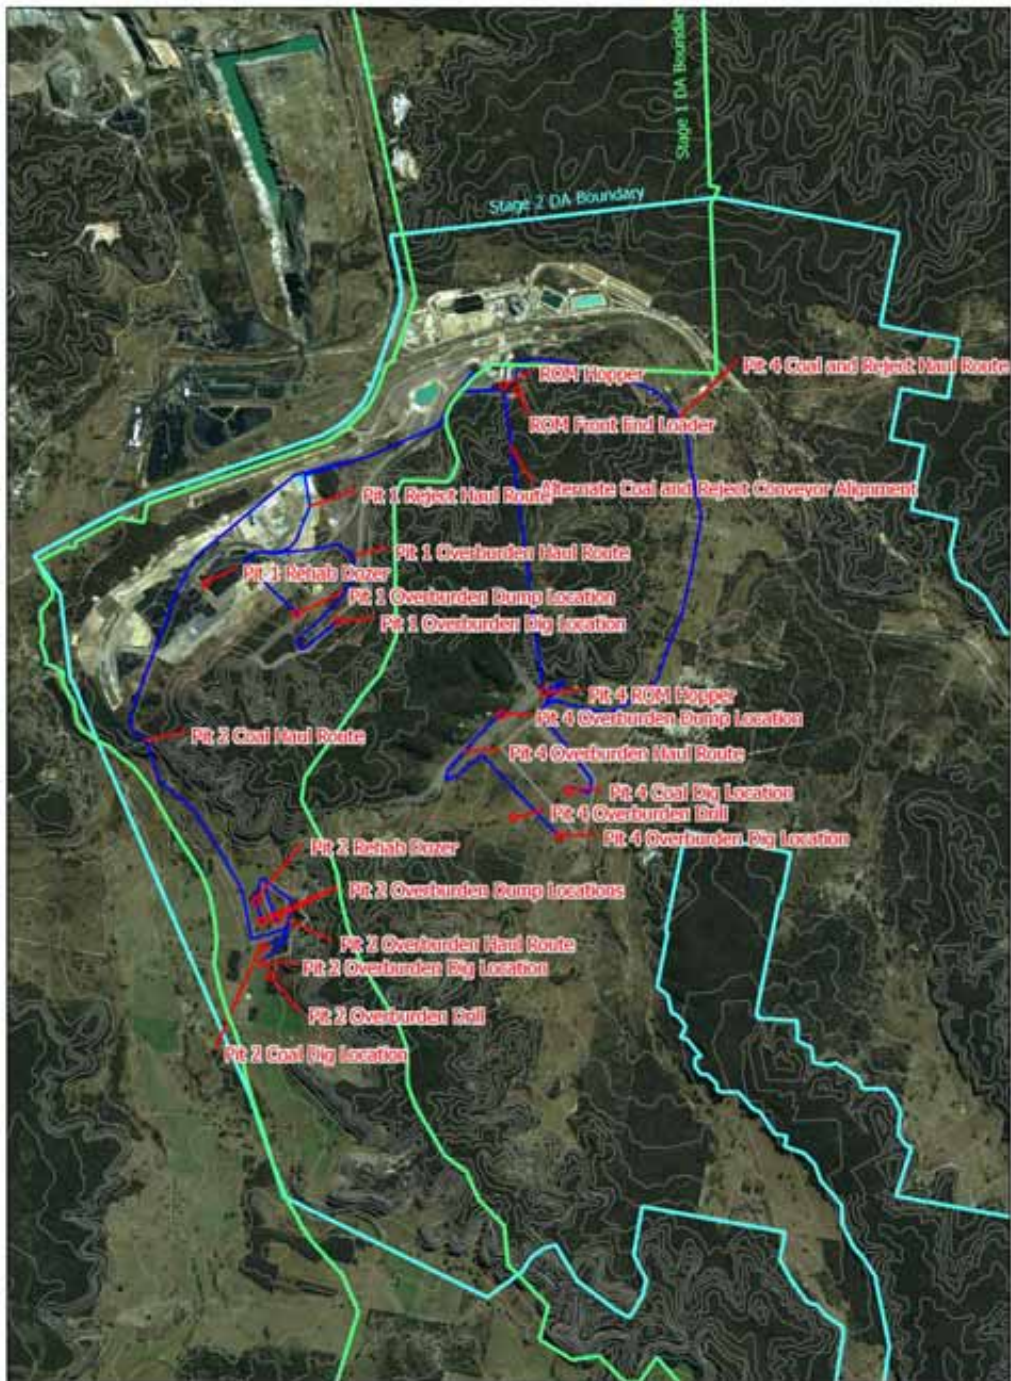 Stage 1 DA Boundary
Stage 2 DA Boundary
Pit 4 Coal and Reject Haul Route
ROM Hopper
ROM Front End Loader
Alternate Coal and Reject Conveyor Alignment
Pit 1 Reject Haul Route
Pit 1 Overburden Haul Route
Pit 1 Rehab Dozer
Pit 1 Overburden Dump Location
Pit 1 Overburden Dig Location
Pit 4 ROM Hopper
Pit 4 Overburden Dump Location
Pit 2 Coal Haul Route
Pit 4 Overburden Haul Route
Pit 4 Coal Dig Location
Pit 4 Overburden Drill
Pit 4 Overburden Dig Location
Pit 2 Rehab Dozer
Pit 2 Overburden Dump Locations
Pit 2 Overburden Haul Route
Pit 2 Overburden Dig Location
Pit 2 Overburden Drill
Pit 2 Coal Dig Location